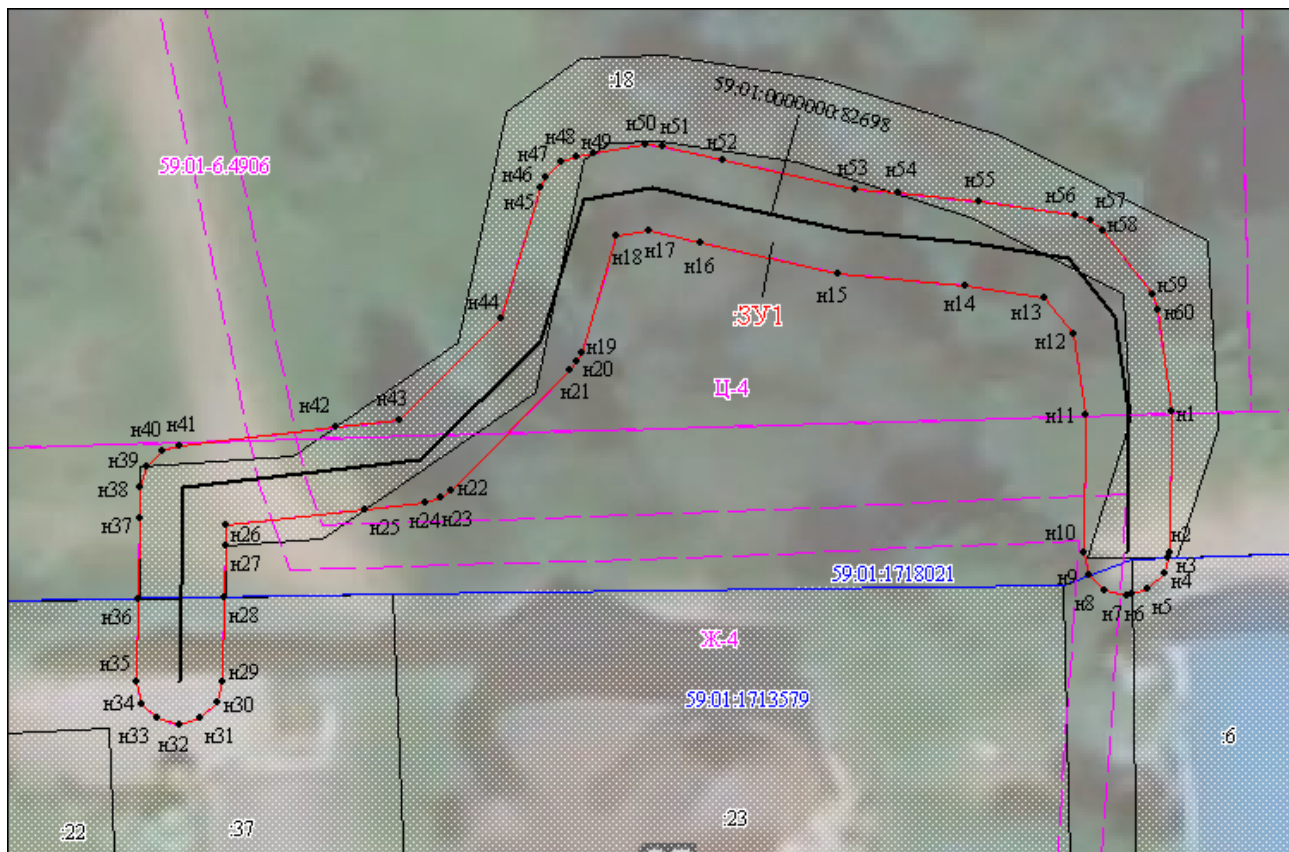 :18
59:01:0000000:82698
н50
н51
н48
н49
н52
н47
59:01-6.4906
н46
н53
н54
н45
н55
н56
н57
н58
н18
н17
н16
н15
н14
н59
н13
н44
н60
:ЗУ1
н12
н19
н20
н21
Ц-4
н42
н43
н11
н1
н40
н41
н39
н38
н22
н37
н24
н23
н25
н26
н10
н2
н27
н3
н9
59:01:1718021
н4
н8
н5
н7
н6
н36
н28
Ж-4
н35
н29
59:01:1713579
н34
н30
н33
н32
н31
:6
:22
:37
:23